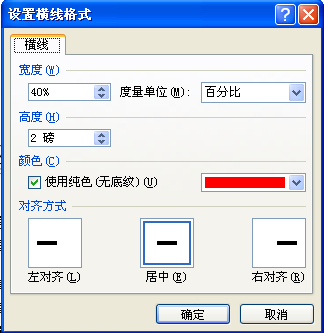 设置横线格式
横线
宽度(W)
40% 度量单位(M): 百分比
高度(H)
2 磅
颜色(C)
使用纯色(无底纹)(U)
对齐方式
左对齐(L) 居中(E) 右对齐(R)
确定 取消